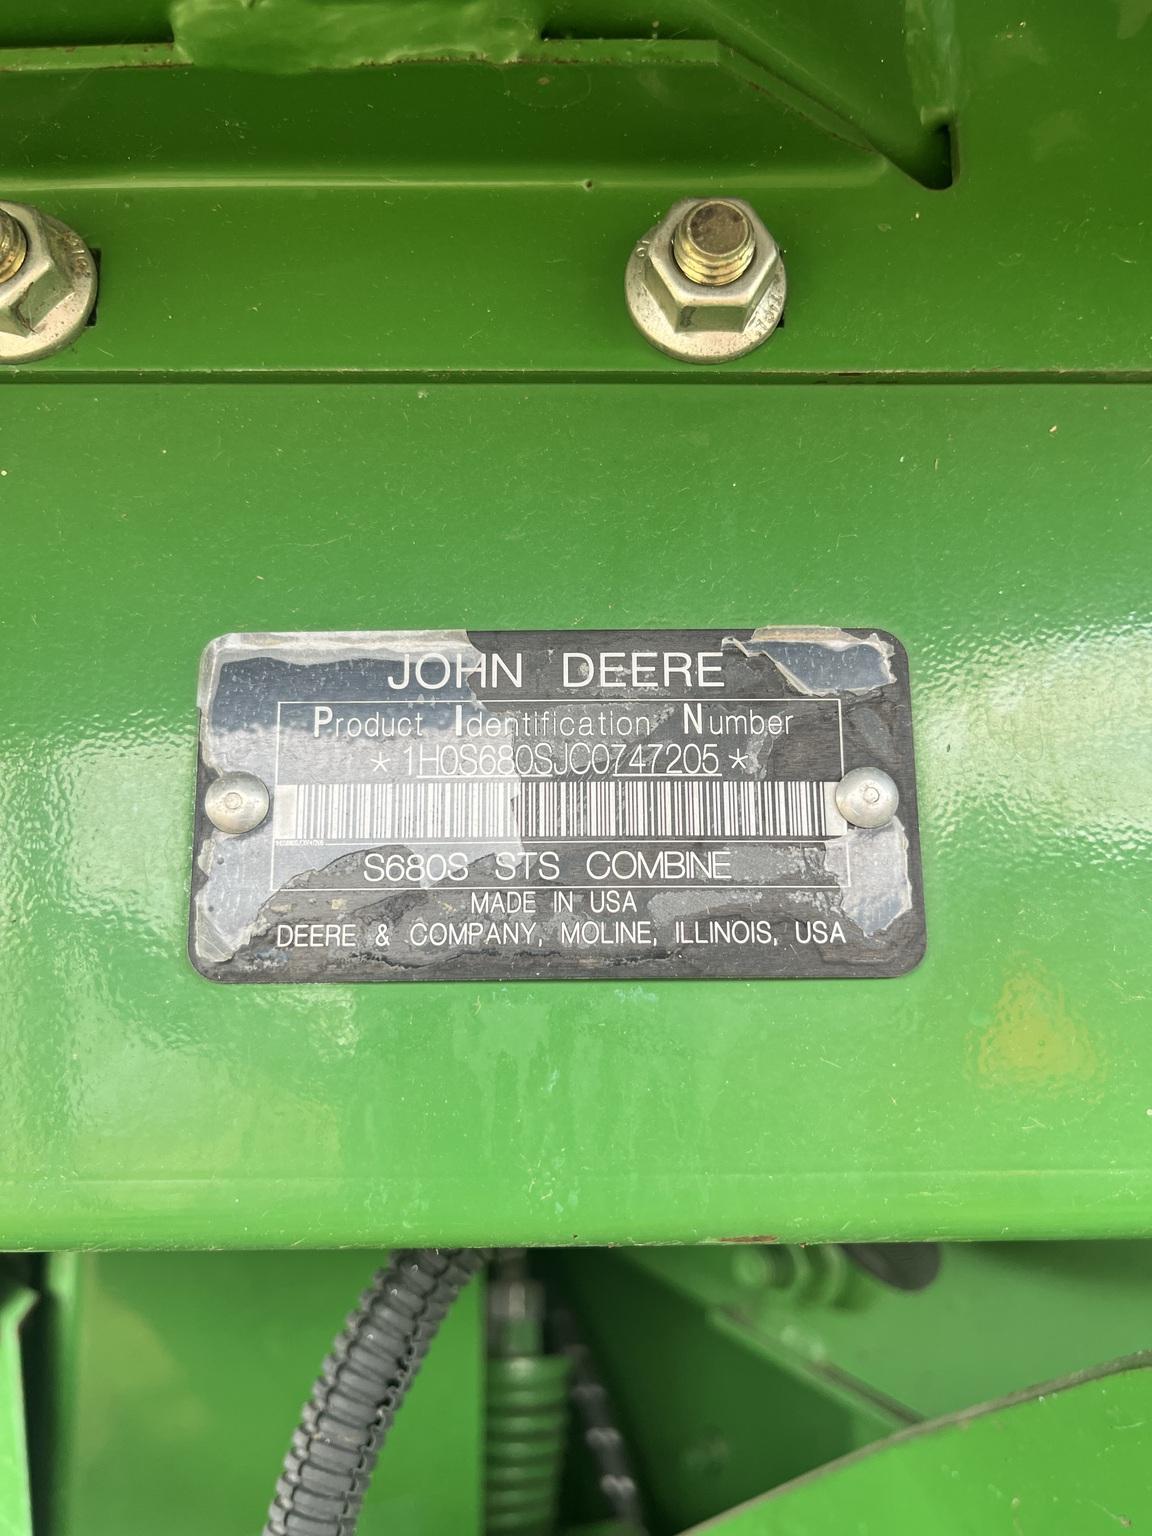 JOHN DEERE
Product Identification Number
*1H0S680SJC0747205*
S680S STS COMBINE
MADE IN USA
DEERE & COMPANY, MOLINE, ILLINOIS, USA